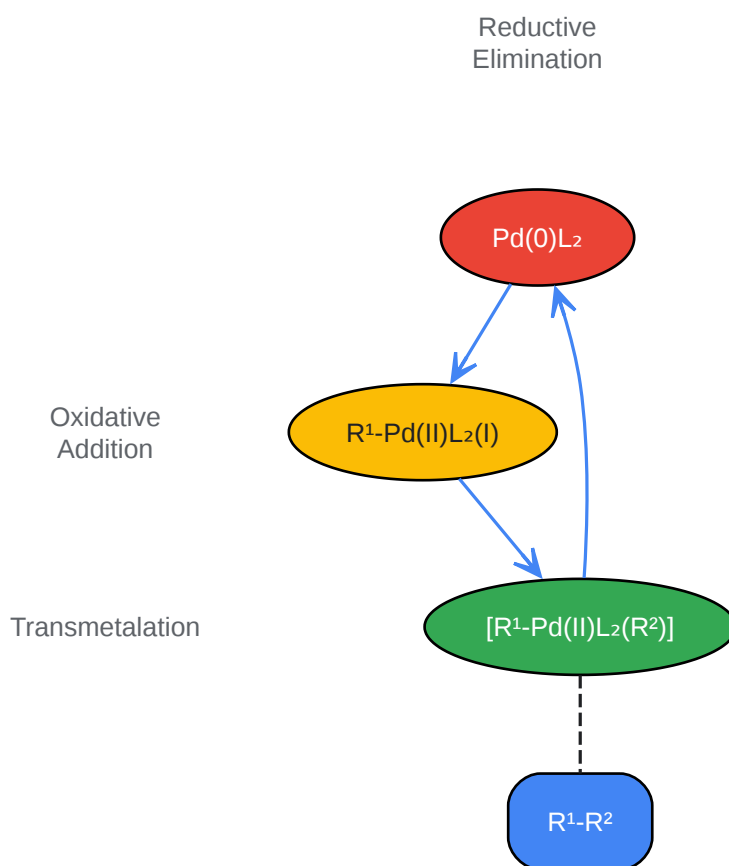 Reductive
Elimination
Pd(0)L₂
Oxidative
Addition
R¹-Pd(II)L₂(I)
Transmetalation
[R¹-Pd(II)L₂(R²)]
R¹-R²